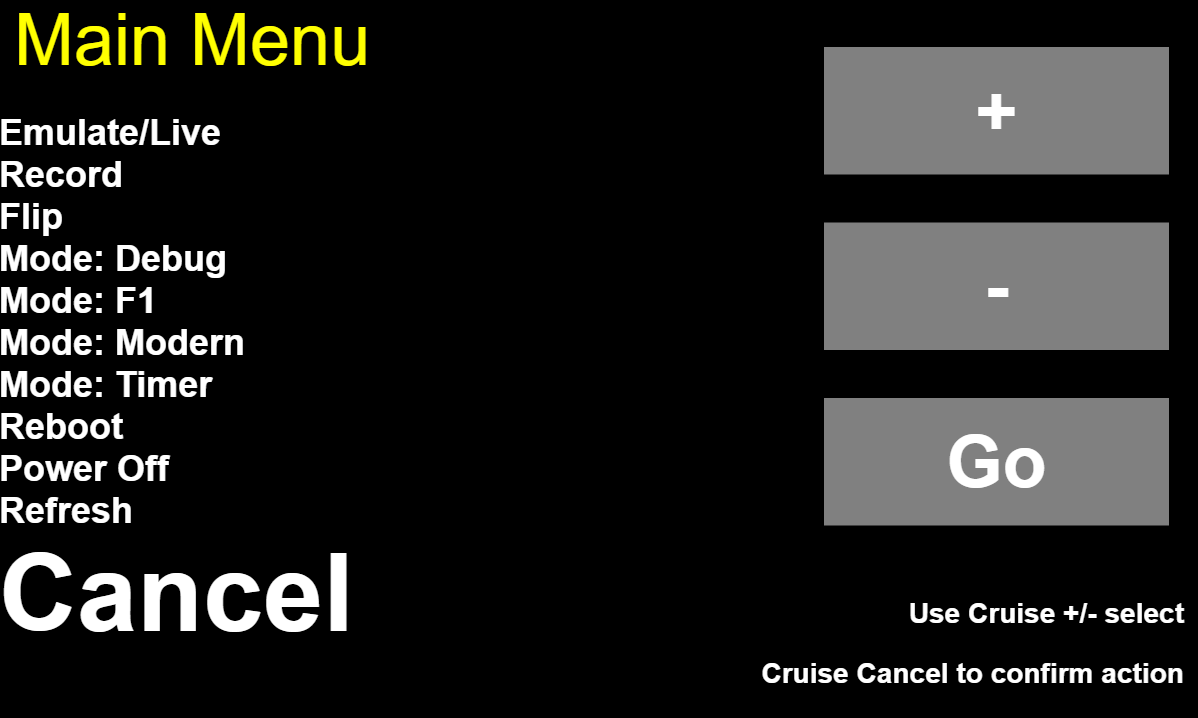 Main Menu
Emulate/Live
Record
Flip
Mode: Debug
Mode: F1
Mode: Modern
Mode: Timer
Reboot
Power Off
Refresh
Cancel
+
-
Go
Use Cruise +/- select
Cruise Cancel to confirm action